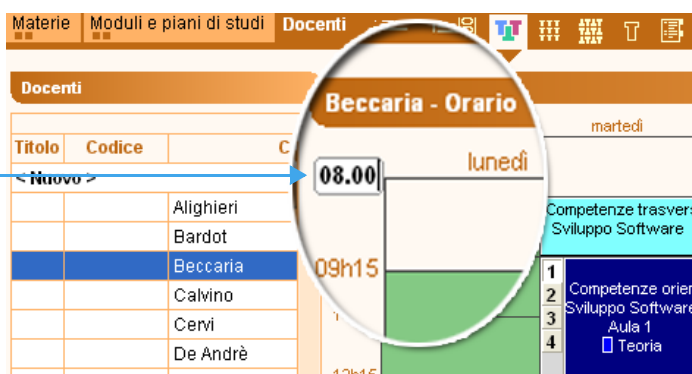 Materie Moduli e piani di studi Docenti
Docenti
Titolo Codice C
< Nuovo >
Alighieri
Bardot
Beccaria
Calvino
Cervi
De Andrè
Beccaria - Orario
lunedì
martedì
08.00
09h15
Competenze trasvers
Sviluppo Software
1
2
3
4
Competenze orien
Sviluppo Software
Aula 1
Teoria